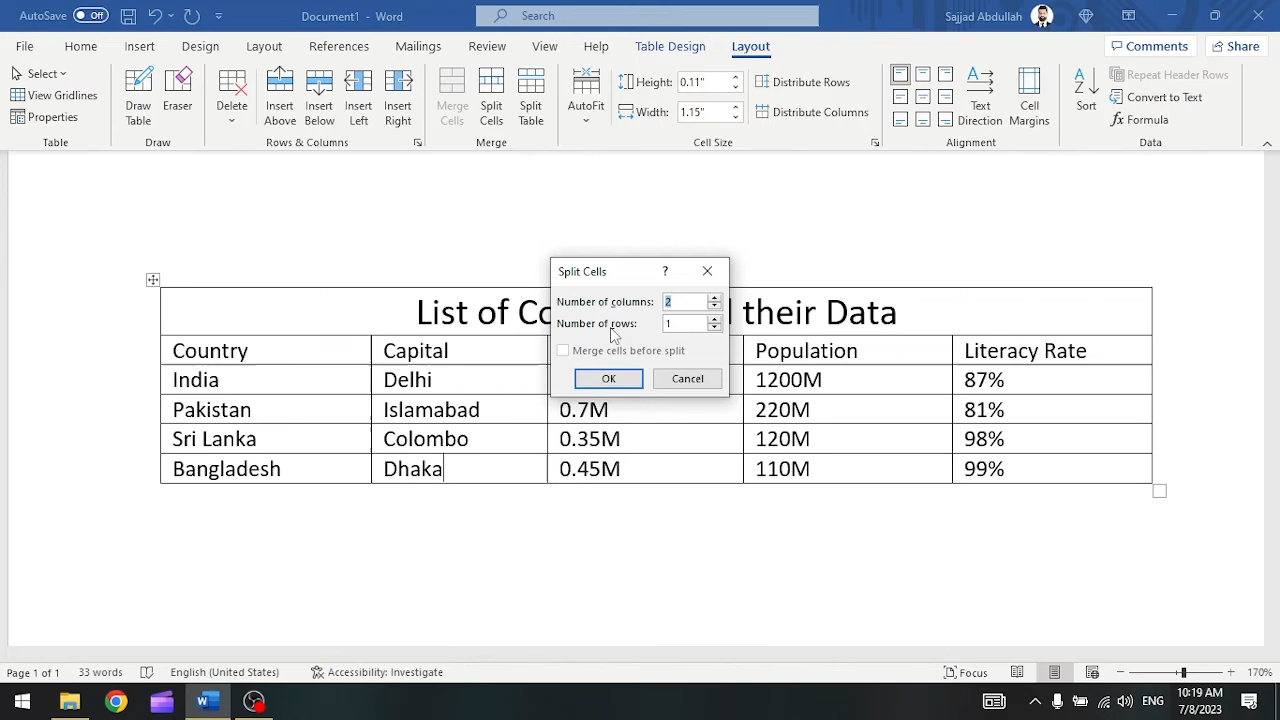 AutoSave Off Document1 - Word Search Sajjad Abdullah
File Home Insert Design Layout References Mailings Review View Help Table Design Layout Comments Share
Select
View Gridlines
Properties
Table
Draw Table
Eraser
Draw
Delete
Insert Above
Insert Below
Insert Left
Insert Right
Rows & Columns
Merge Cells
Split Cells
Split Table
Merge
AutoFit
Height: 0.11"
Width: 1.15"
Distribute Rows
Distribute Columns
Cell Size
Text Direction
Cell Margins
Alignment
Sort
Repeat Header Rows
Convert to Text
Formula
Data
Split Cells ?
Number of columns: 2
Number of rows: 1
Merge cells before split
OK Cancel
List of Co their Data
Country Capital Population Literacy Rate
India Delhi 1200M 87%
Pakistan Islamabad 0.7M 220M 81%
Sri Lanka Colombo 0.35M 120M 98%
Bangladesh Dhaka 0.45M 110M 99%
Page 1 of 1 33 words English (United States) Accessibility: Investigate Focus 170%
ENG 10:19 AM
7/8/2023